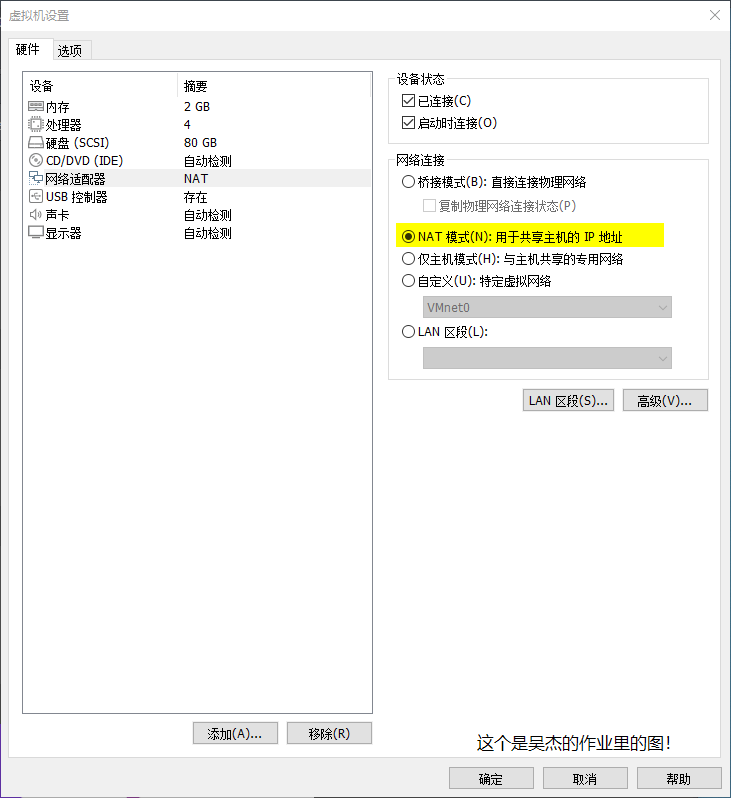 虚拟机设置
硬件 选项
设备 摘要
内存 2 GB
处理器 4
硬盘 (SCSI) 80 GB
CD/DVD (IDE) 自动检测
网络适配器 NAT
USB 控制器 存在
声卡 自动检测
显示器 自动检测
添加(A)... 移除(R)
设备状态
已连接(C)
启动时连接(O)
网络连接
桥接模式(B): 直接连接物理网络
复制物理网络连接状态(P)
NAT 模式(N): 用于共享主机的 IP 地址
仅主机模式(H): 与主机共享的专用网络
自定义(U): 特定虚拟网络
VMnet0
LAN 区段(L):
LAN 区段(S)... 高级(V)...
这个是吴杰的作业里的图！
确定 取消 帮助